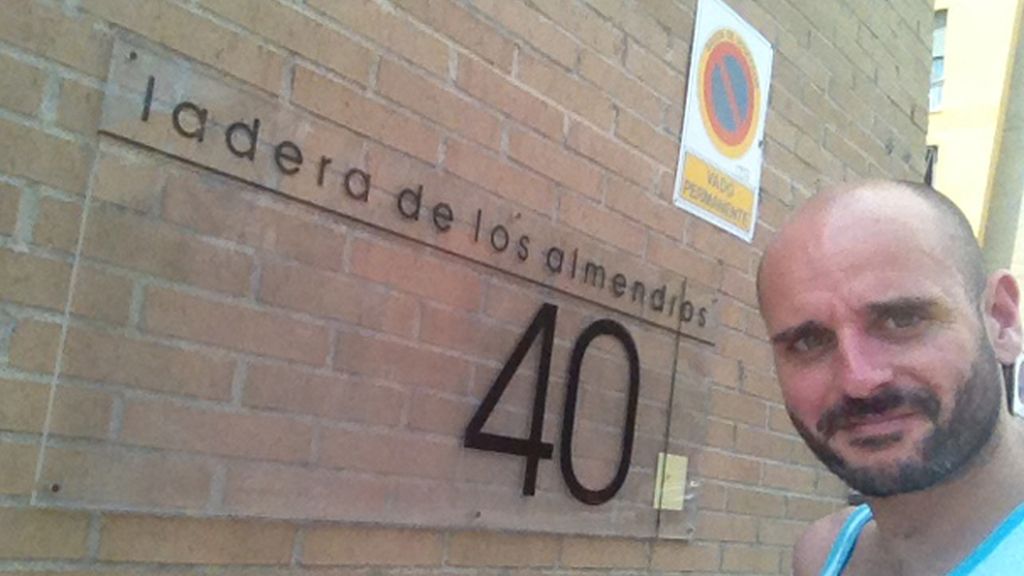 ladera de los almendros
40
VADO
PERMANENTE